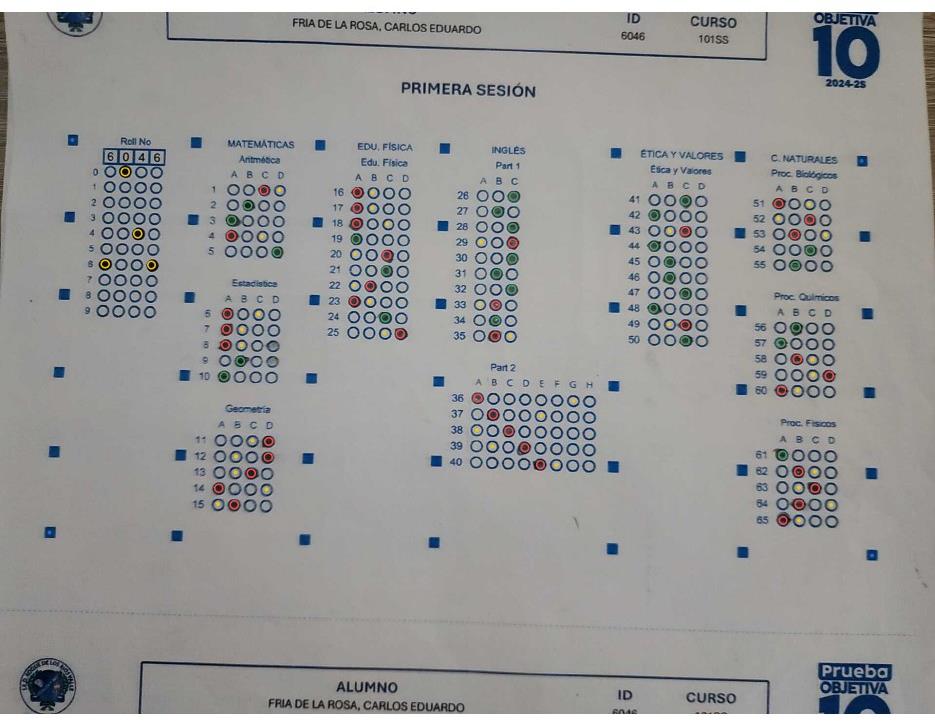 FRIA DE LA ROSA, CARLOS EDUARDO
ID
6046
CURSO
101SS
OBJETIVA
10
2024-2S
PRIMERA SESIÓN
Roll No
6 0 4 6
0
1
2
3
4
5
6
7
8
9
MATEMÁTICAS
Aritmética
A B C D
1
2
3
4
5
Estadística
A B C D
6
7
8
9
10
Geometría
A B C D
11
12
13
14
15
EDU. FÍSICA
Edu. Física
A B C D
16
17
18
19
20
21
22
23
24
25
INGLÉS
Part 1
A B C
26
27
28
29
30
31
32
33
34
35
Part 2
A B C D E F G H
36
37
38
39
40
ÉTICA Y VALORES
Ética y Valores
A B C D
41
42
43
44
45
46
47
48
49
50
C. NATURALES
Proc. Biológicos
A B C D
51
52
53
54
55
Proc. Químicos
A B C D
56
57
58
59
60
Proc. Físicos
A B C D
61
62
63
64
65
ALUMNO
FRIA DE LA ROSA, CARLOS EDUARDO
ID
CURSO
Prueba
OBJETIVA